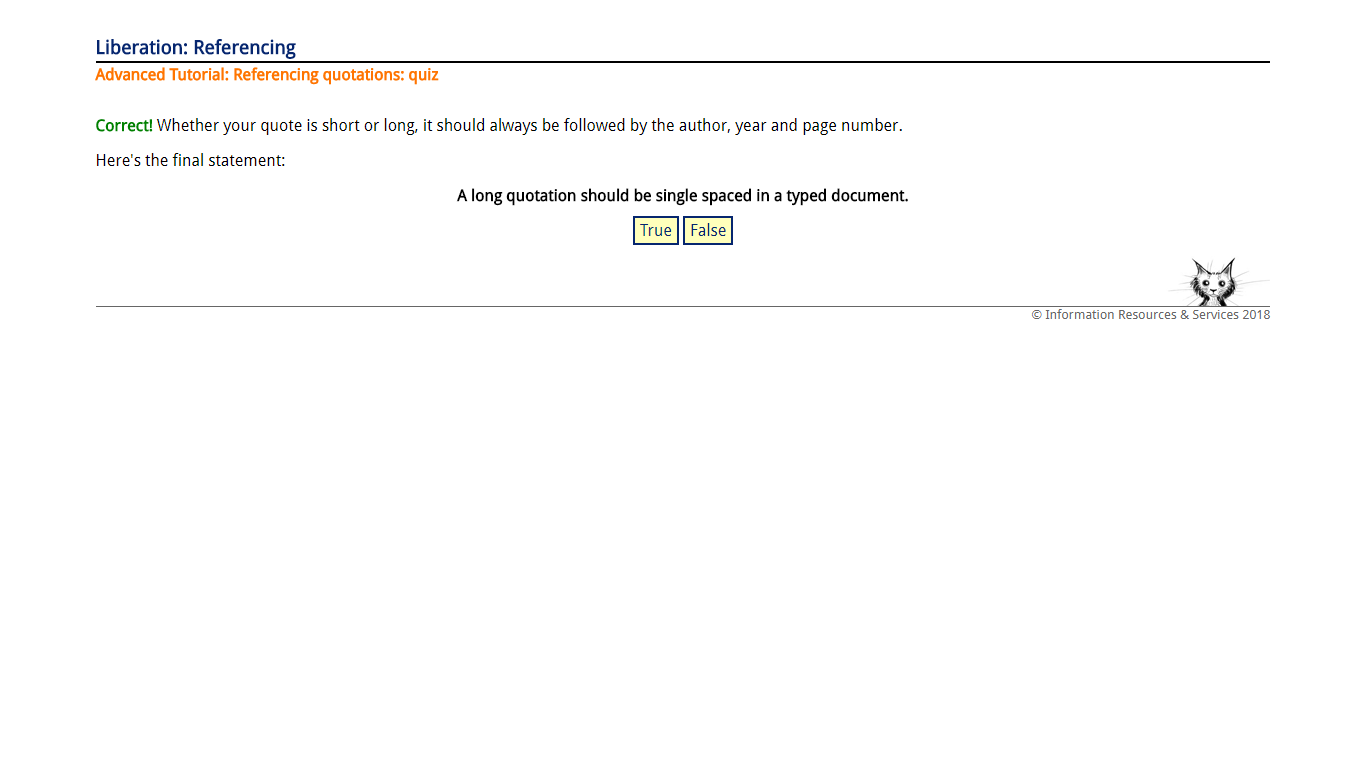 Liberation: Referencing
Advanced Tutorial: Referencing quotations: quiz
Correct! Whether your quote is short or long, it should always be followed by the author, year and page number.
Here's the final statement:
A long quotation should be single spaced in a typed document.
True False
© Information Resources & Services 2018